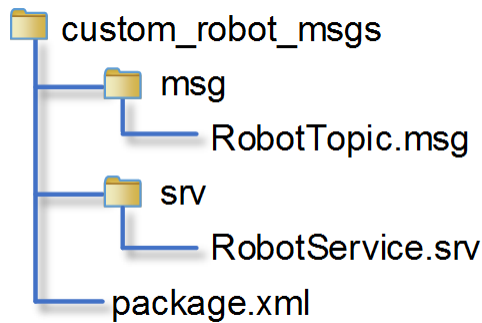 custom_robot_msgs
msg
RobotTopic.msg
srv
RobotService.srv
package.xml